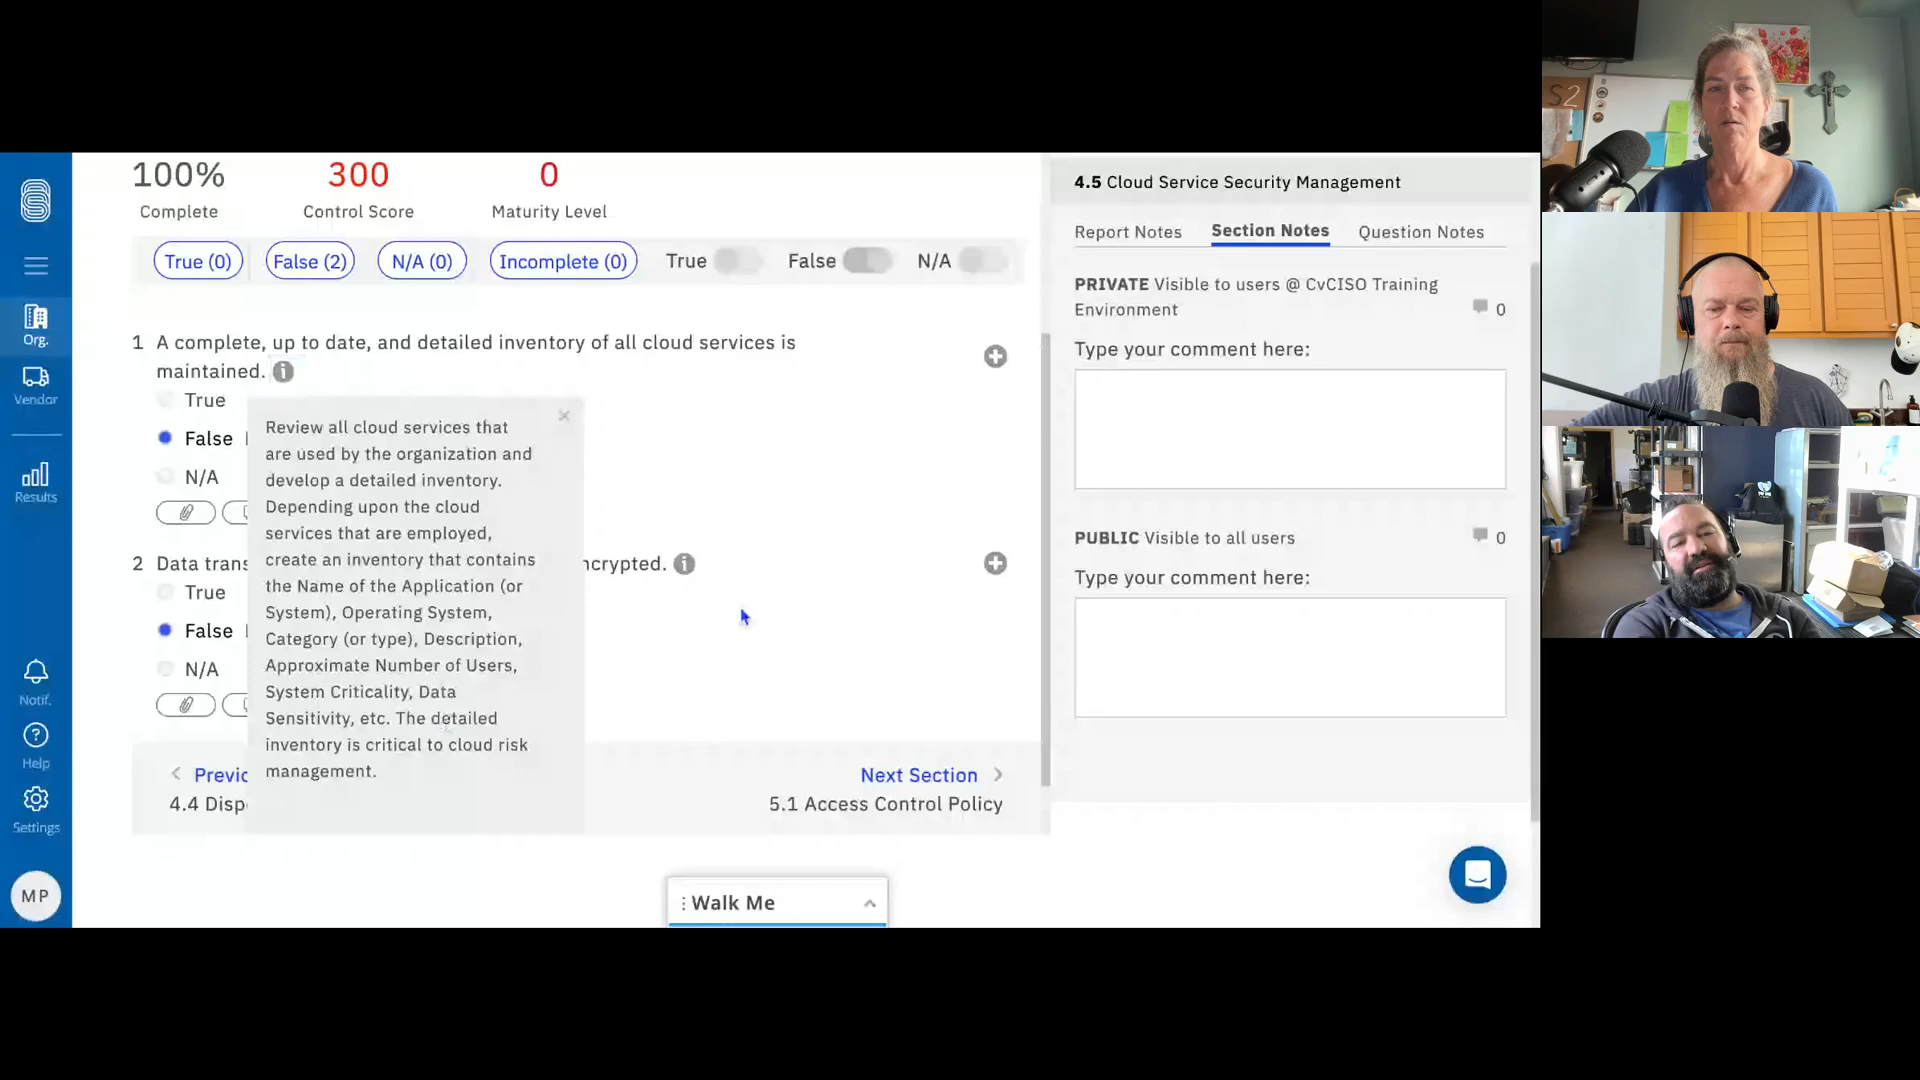 100%
300
0
Complete
Control Score
Maturity Level
True (0)
False (2)
N/A (0)
Incomplete (0)
True
False
N/A
1 A complete, up to date, and detailed inventory of all cloud services is
maintained.
True
False
N/A
Review all cloud services that
are used by the organization and
develop a detailed inventory.
Depending upon the cloud
services that are employed,
create an inventory that contains
the Name of the Application (or
System), Operating System,
Category (or type), Description,
Approximate Number of Users,
System Criticality, Data
Sensitivity, etc. The detailed
inventory is critical to cloud risk
management.
2 Data trans
ncrypted.
True
False
N/A
Previo
4.4 Disp
Next Section
5.1 Access Control Policy
4.5 Cloud Service Security Management
Report Notes
Section Notes
Question Notes
PRIVATE Visible to users @ CvCISO Training
Environment
0
Type your comment here:
PUBLIC Visible to all users
0
Type your comment here:
Org.
Vendor
Results
Notif.
Help
Settings
MP
Walk Me
S2